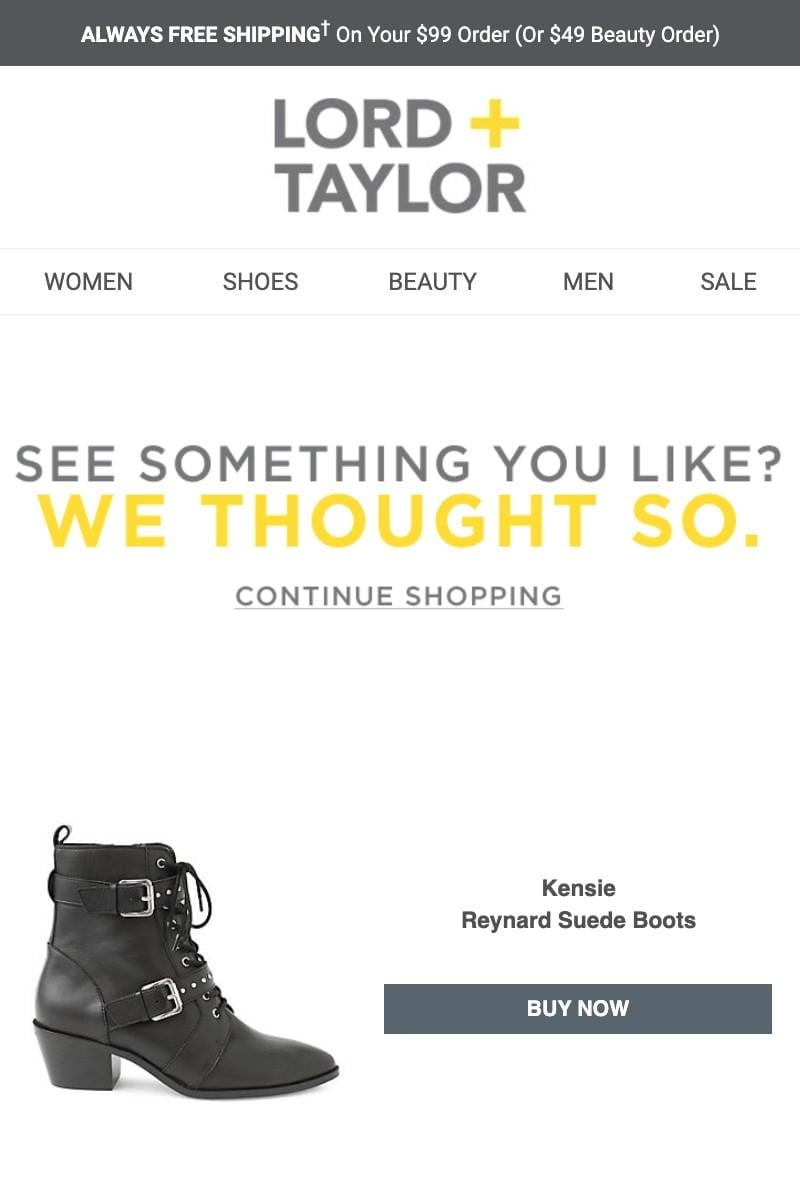 ALWAYS FREE SHIPPING† On Your $99 Order (Or $49 Beauty Order)
LORD +
TAYLOR
WOMEN SHOES BEAUTY MEN SALE
SEE SOMETHING YOU LIKE?
WE THOUGHT SO.
CONTINUE SHOPPING
Kensie
Reynard Suede Boots
BUY NOW